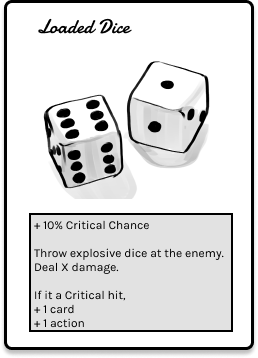 Loaded Dice
+ 10% Critical Chance
Throw explosive dice at the enemy.
Deal X damage.
If it a Critical hit,
+ 1 card
+ 1 action